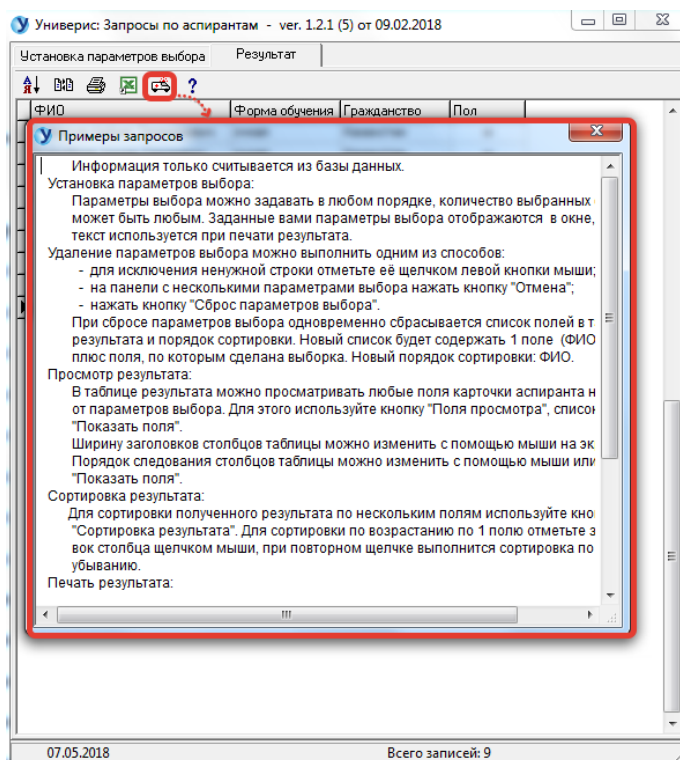 Универис: Запросы по аспирантам - ver. 1.2.1 (5) от 09.02.2018
Установка параметров выбора Результат
ФИО Форма обучения Гражданство Пол
Примеры запросов
Информация только считывается из базы данных.
Установка параметров выбора:
Параметры выбора можно задавать в любом порядке, количество выбранных
может быть любым. Заданные вами параметры выбора отображаются в окне,
текст используется при печати результата.
Удаление параметров выбора можно выполнить одним из способов:
- для исключения ненужной строки отметьте её щелчком левой кнопки мыши;
- на панели с несколькими параметрами выбора нажать кнопку "Отмена";
- нажать кнопку "Сброс параметров выбора".
При сбросе параметров выбора одновременно сбрасывается список полей в т
результата и порядок сортировки. Новый список будет содержать 1 поле (ФИО
плюс поля, по которым сделана выборка. Новый порядок сортировки: ФИО.
Просмотр результата:
В таблице результата можно просматривать любые поля карточки аспиранта н
от параметров выбора. Для этого используйте кнопку "Поля просмотра", список
"Показать поля".
Ширину заголовков столбцов таблицы можно изменить с помощью мыши на эк
Порядок следования столбцов таблицы можно изменить с помощью мыши или
"Показать поля".
Сортировка результата:
Для сортировки полученного результата по нескольким полям используйте кно
"Сортировка результата". Для сортировки по возрастанию по 1 полю отметьте з
вок столбца щелчком мыши, при повторном щелчке выполнится сортировка по
убыванию.
Печать результата:
07.05.2018 Всего записей: 9